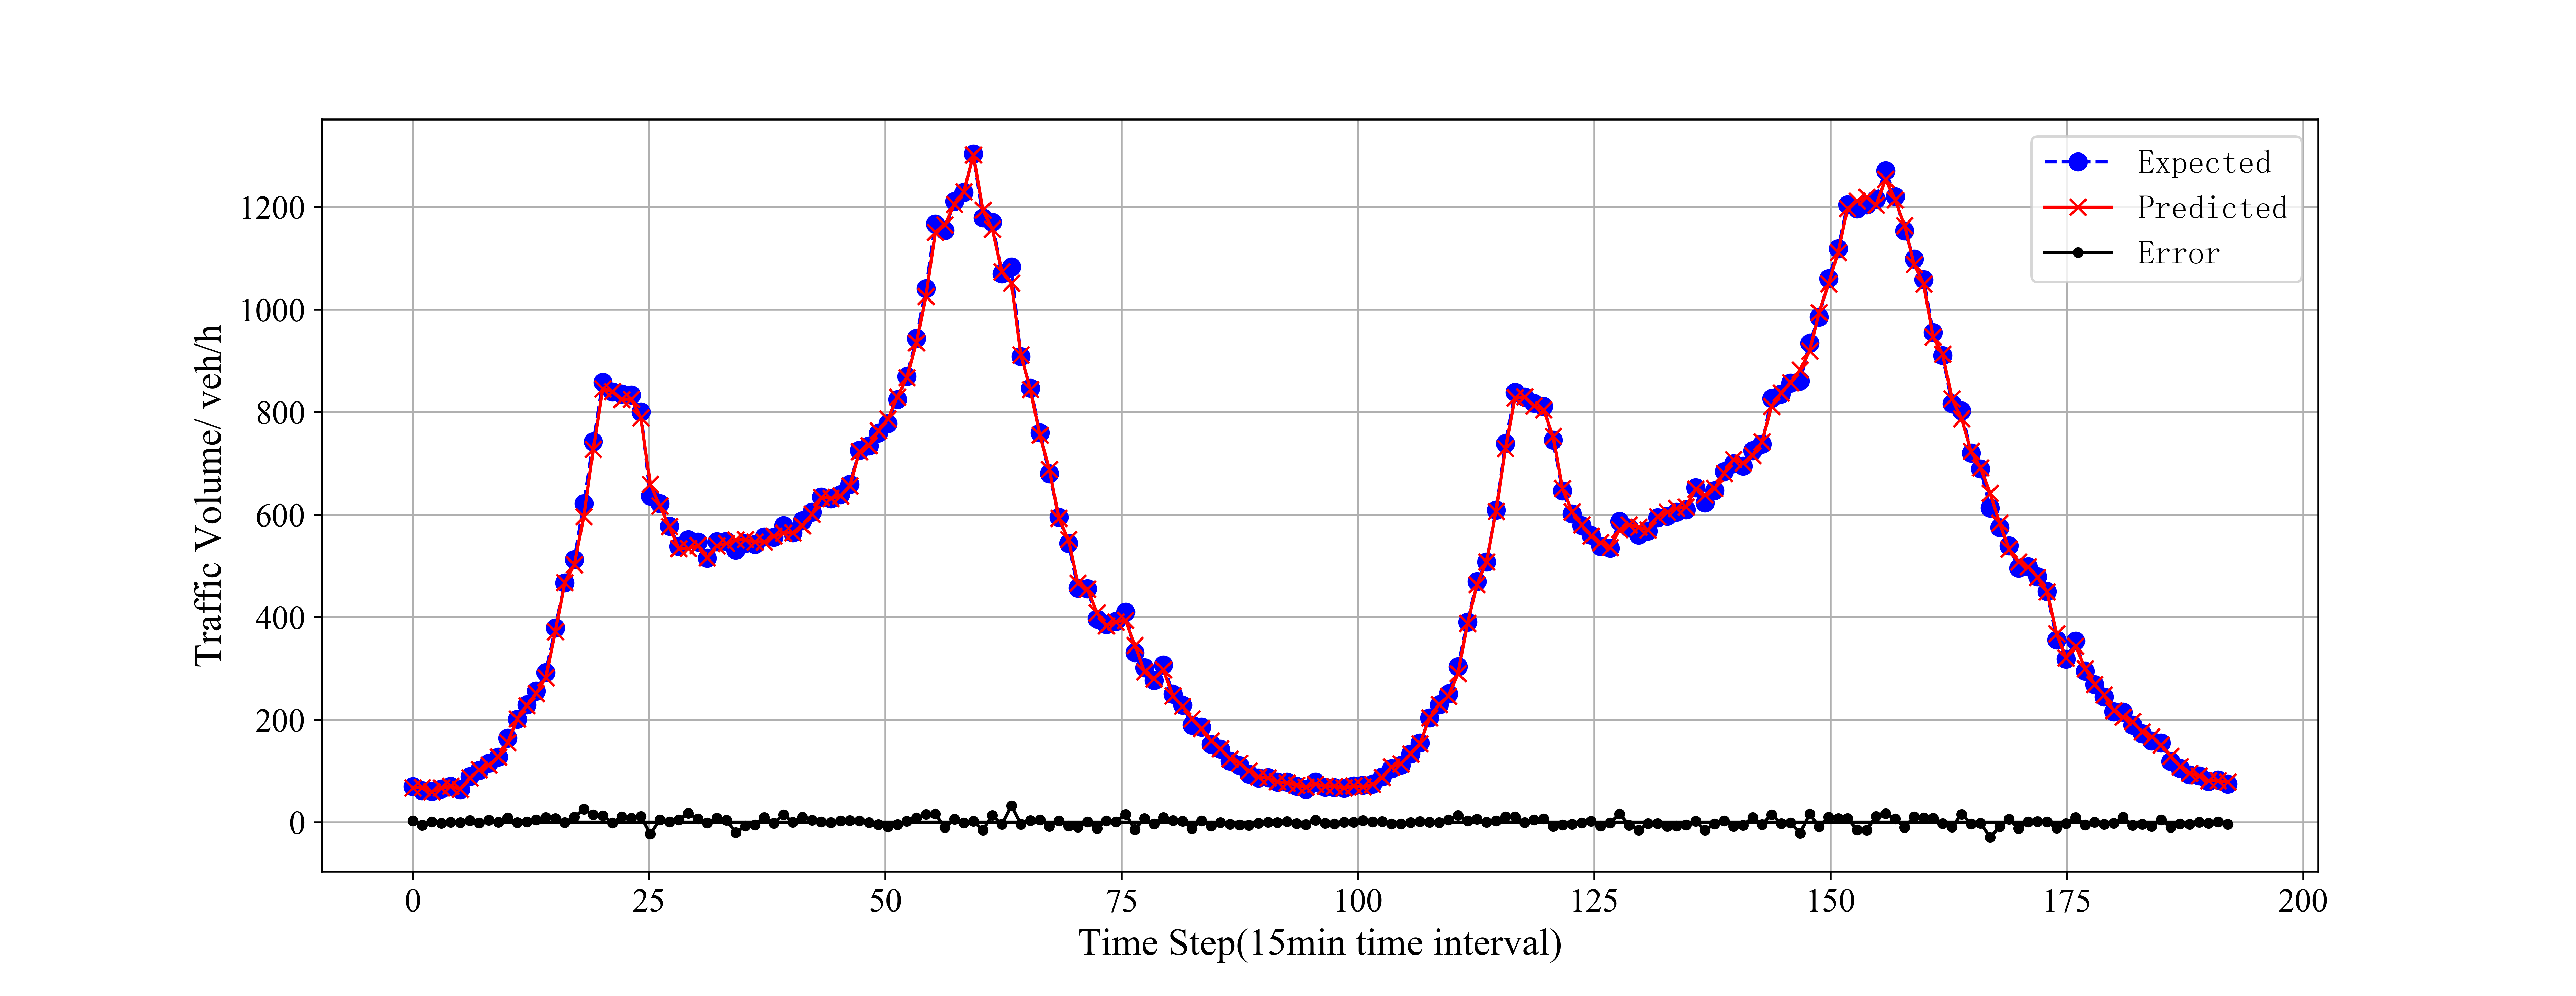 Traffic Volume/ veh/h
1200
1000
800
600
400
200
0
Expected
Predicted
Error
0 25 50 75 100 125 150 175 200
Time Step(15min time interval)